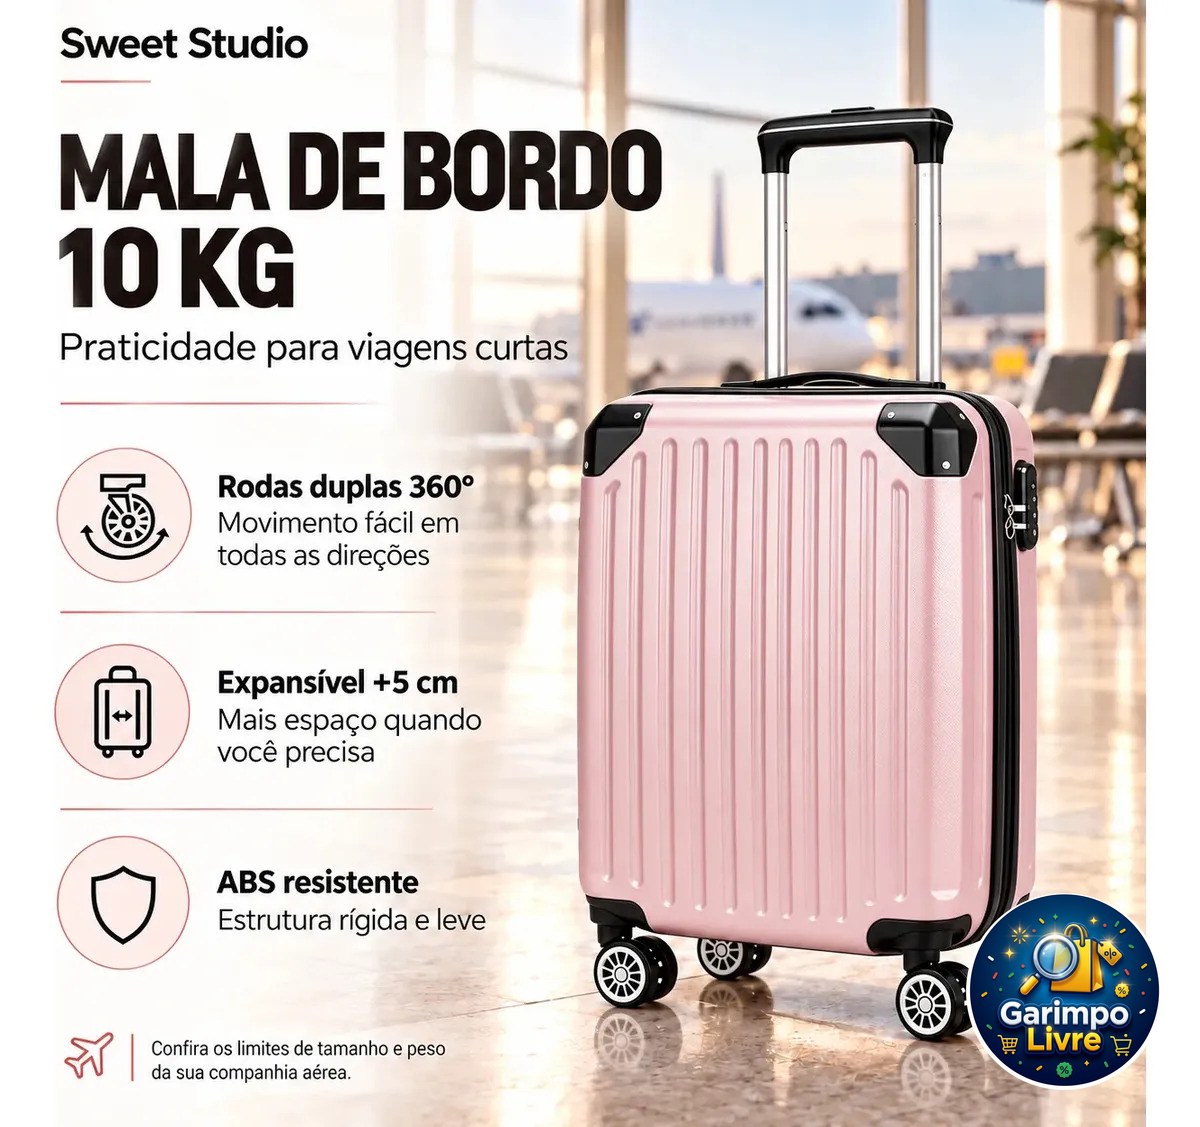 Sweet Studio
MALA DE BORDO
10 KG
Praticidade para viagens curtas
Rodas duplas 360°
Movimento fácil em
todas as direções
Expansível +5 cm
Mais espaço quando
você precisa
ABS resistente
Estrutura rígida e leve
Confira os limites de tamanho e peso
da sua companhia aérea.
%
%
Garimpo
Livre
%